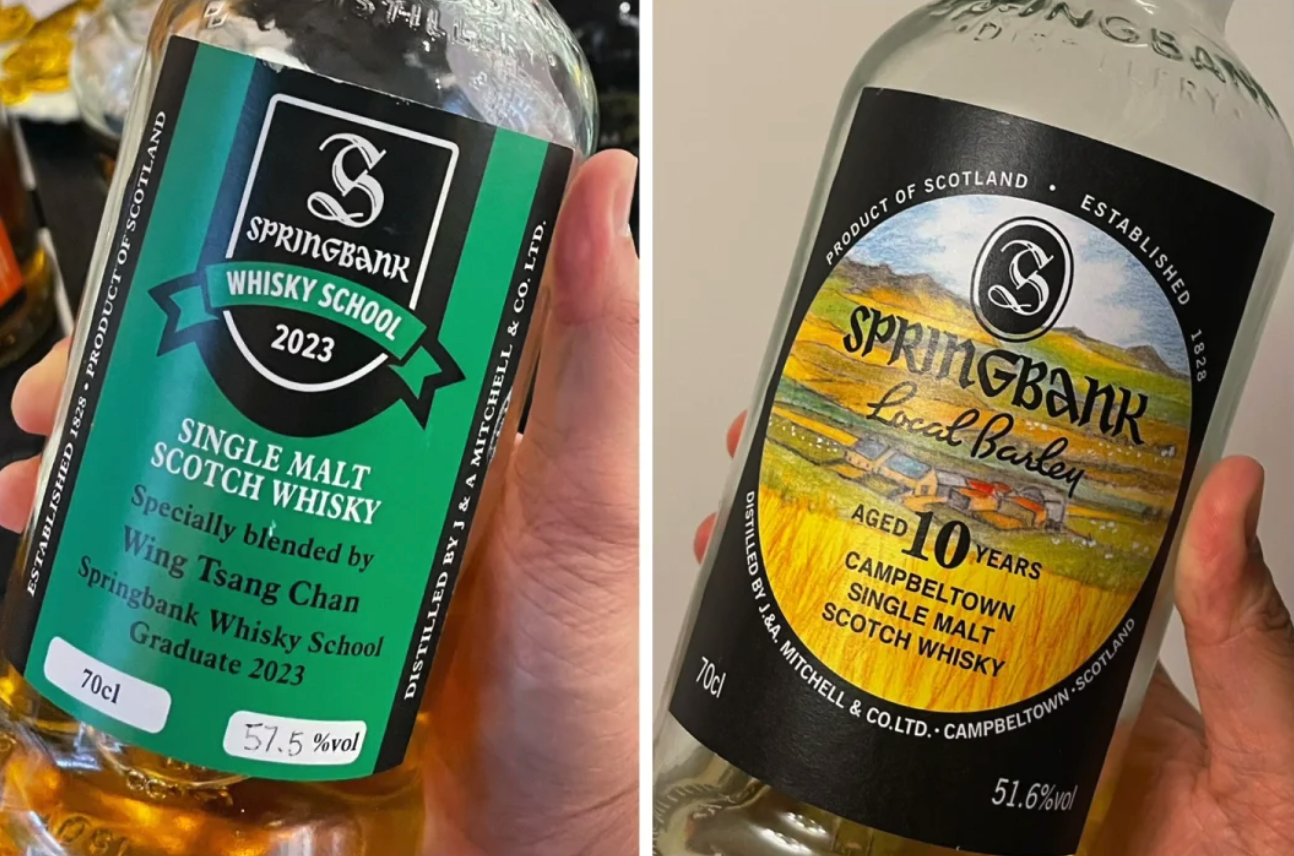 S
SPRINGBANK
WHISKY SCHOOL
2023
SINGLE MALT
SCOTCH WHISKY
Specially blended by
Wing Tsang Chan
Springbank Whisky School
Graduate 2023
70cl
57.5 %vol
ESTABLISHED 1828 • PRODUCT OF SCOTLAND
DISTILLED BY J & A MITCHELL & CO. LTD.
SPRINGBANK
DISTILLERY
PRODUCT OF SCOTLAND • ESTABLISHED 1828
S
SPRINGBANK
Local Barley
AGED 10 YEARS
CAMPBELTOWN
SINGLE MALT
SCOTCH WHISKY
DISTILLED BY J.&A. MITCHELL & CO.LTD. • CAMPBELTOWN • SCOTLAND
70cl
51.6%vol